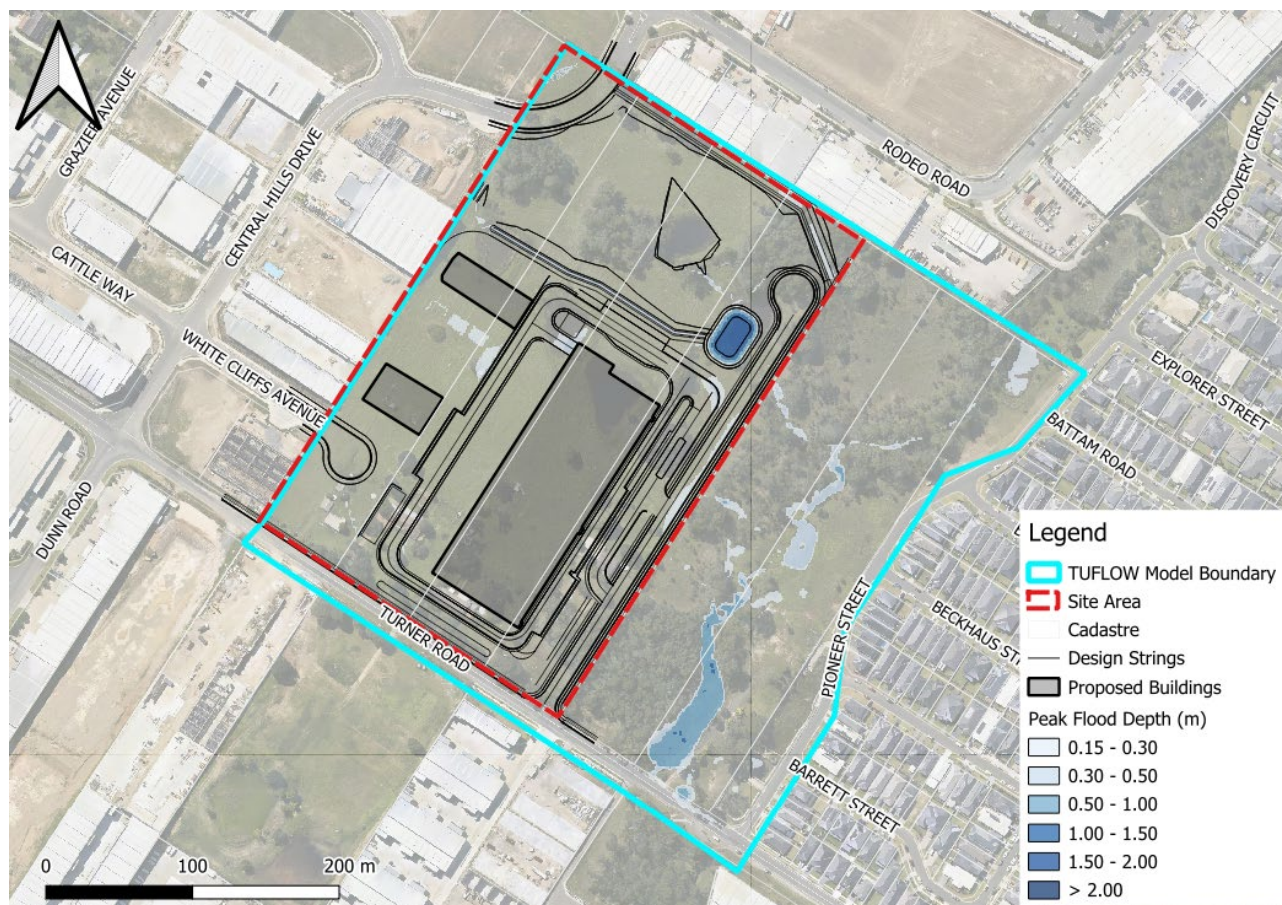 GRAZIER AVENUE
CENTRAL HILLS DRIVE
CATTLE WAY
WHITE CLIFFS AVENUE
DUNN ROAD
RODEO ROAD
DISCOVERY CIRCUIT
EXPLORER STREET
BATTAM ROAD
PIONEER STREET
BECKHAUS STR
BARRETT STREET
TURNER ROAD
Legend
TUFLOW Model Boundary
Site Area
Cadastre
Design Strings
Proposed Buildings
Peak Flood Depth (m)
0.15 - 0.30
0.30 - 0.50
0.50 - 1.00
1.00 - 1.50
1.50 - 2.00
> 2.00
0 100 200 m